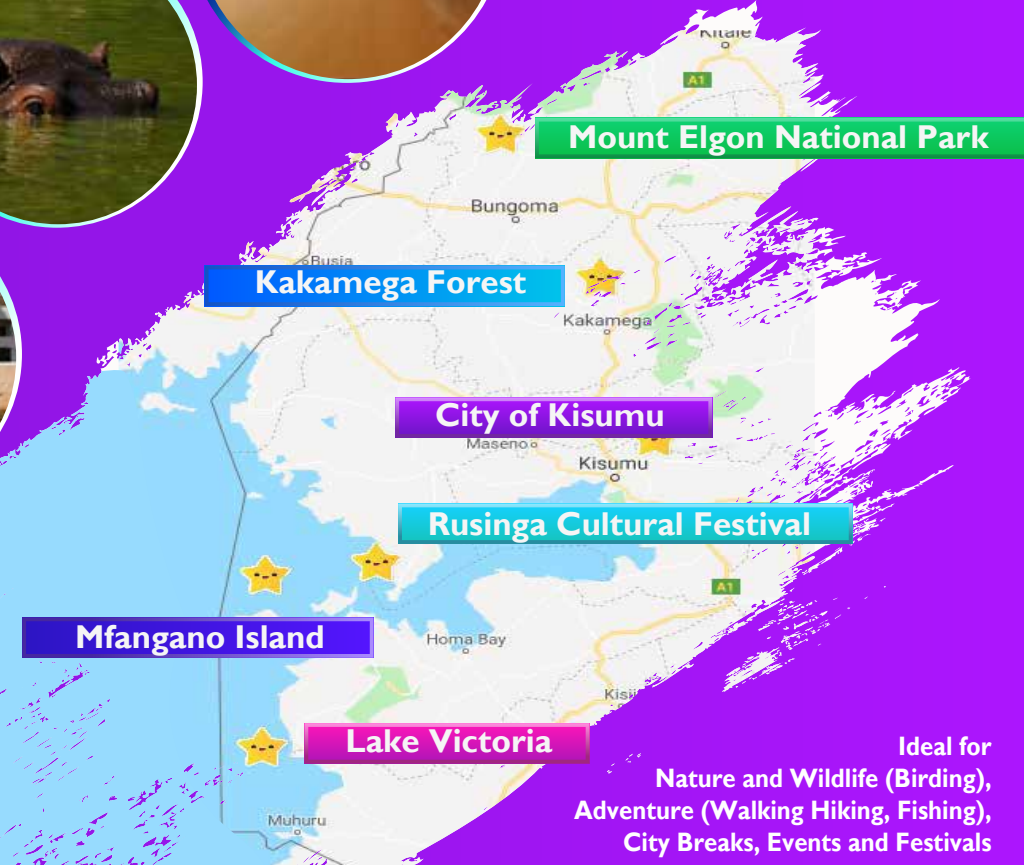 Kitale
A1
Mount Elgon National Park
Bungoma
Busia
Kakamega Forest
Kakamega
City of Kisumu
Maseno
Kisumu
Rusinga Cultural Festival
A1
Mfangano Island
Homa Bay
Lake Victoria
Ideal for
Nature and Wildlife (Birding),
Adventure (Walking Hiking, Fishing),
Muhuru
City Breaks, Events and Festivals